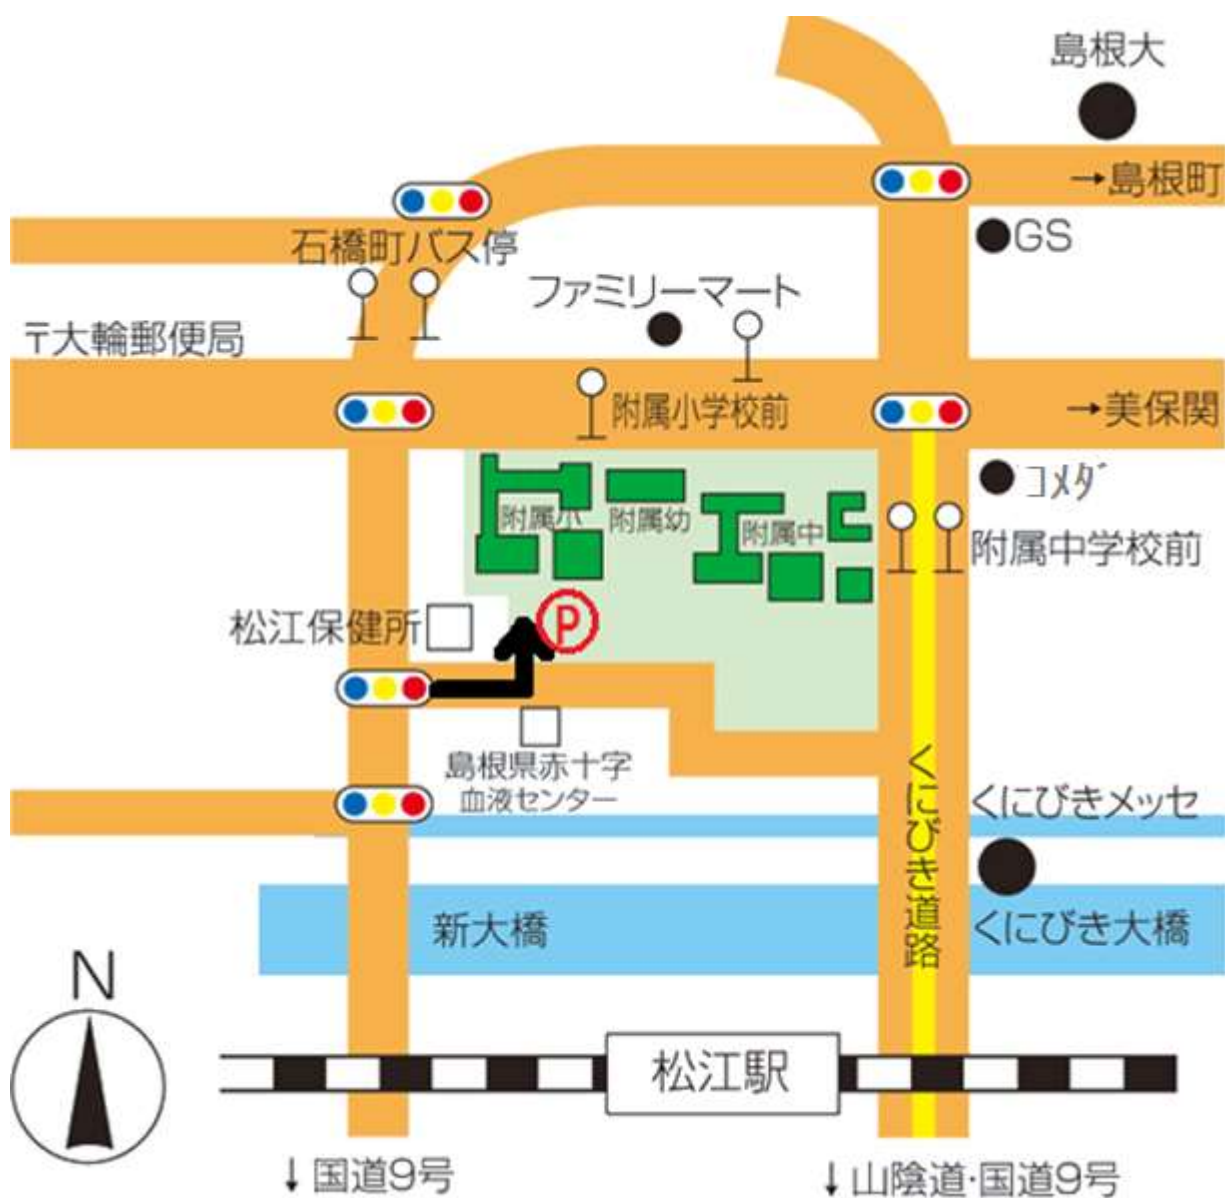 島根大
→島根町
石橋町バス停
GS
ファミリーマート
〒大輪郵便局
附属小学校前
→美保関
コメダ
附属小
附属幼
附属中
附属中学校前
松江保健所
P
島根県赤十字
血液センター
くにびき道路
くにびきメッセ
新大橋
くにびき大橋
N
松江駅
↓国道9号
↓山陰道・国道9号